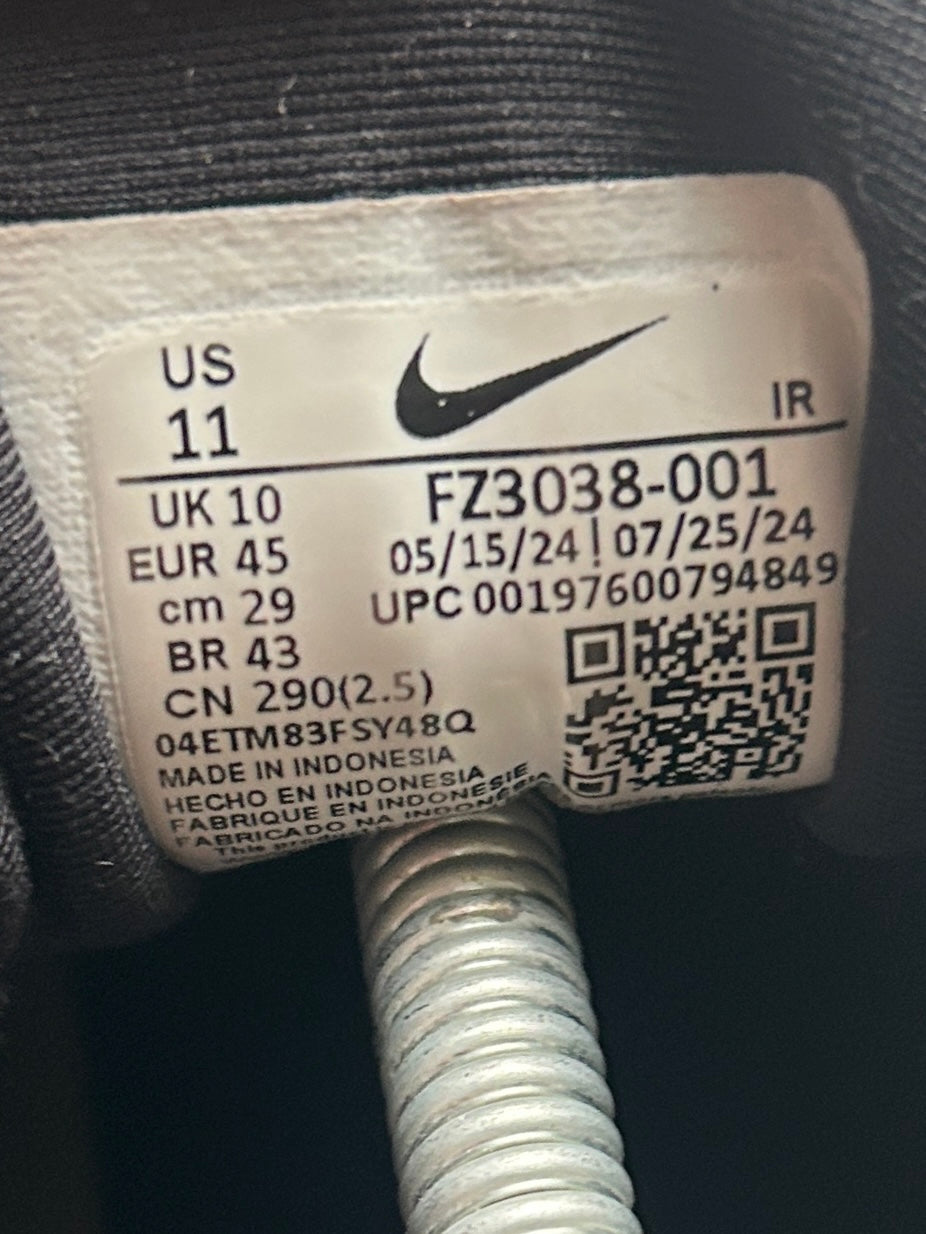 US
11
IR
UK 10
FZ3038-001
EUR 45
05/15/24 | 07/25/24
cm 29
UPC 00197600794849
BR 43
CN 290(2.5)
04ETM83FSY48Q
MADE IN INDONESIA
HECHO EN INDONESIA
FABRIQUE EN INDONESIE
FABRICADO NA INDONESIA
This product